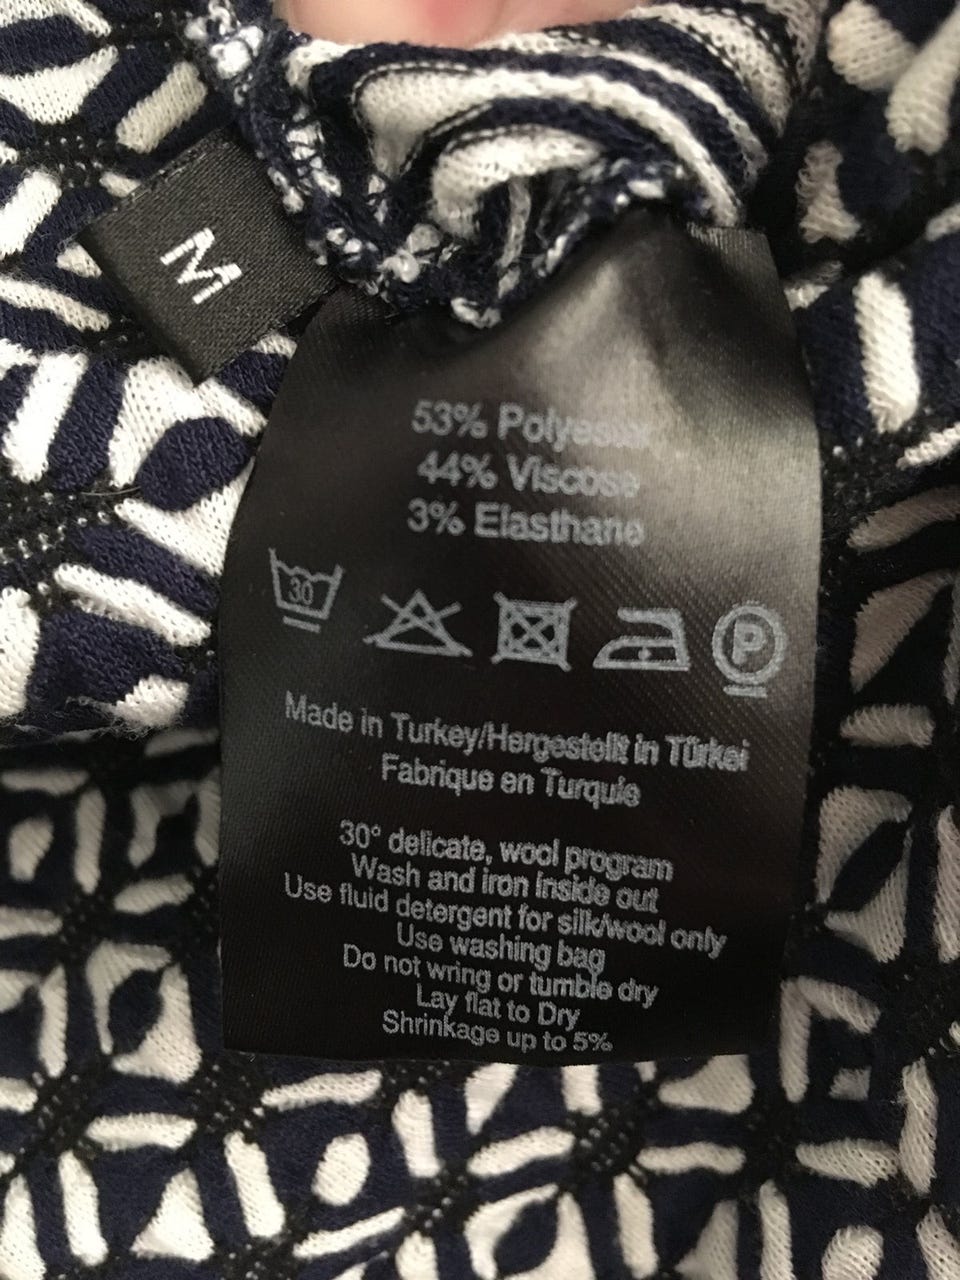 M
53% Polyester
44% Viscose
3% Elasthane
30
P
Made in Turkey/Hergestellt in Türkei
Fabrique en Turquie
30° delicate, wool program
Wash and iron inside out
Use fluid detergent for silk/wool only
Use washing bag
Do not wring or tumble dry
Lay flat to Dry
Shrinkage up to 5%